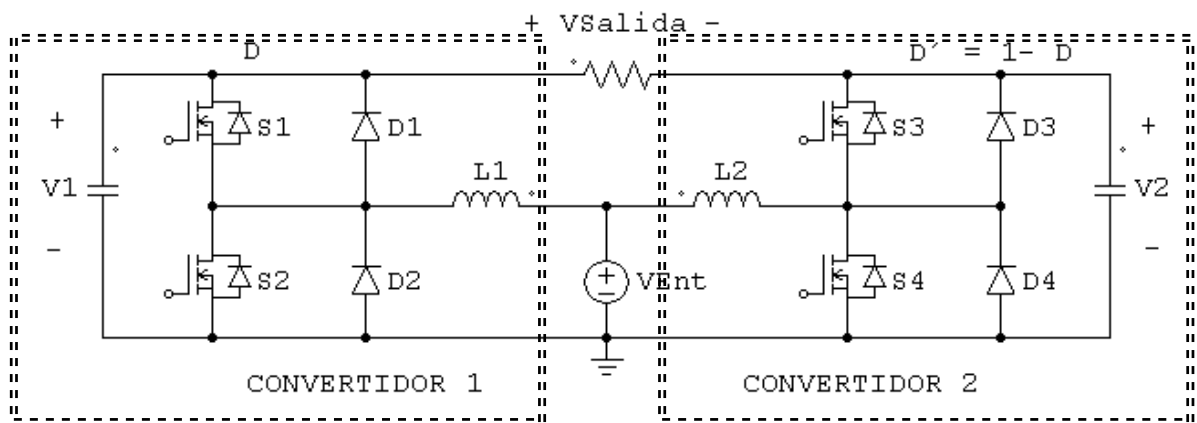 + VSalida -
D
D´ = 1- D
+
S1
D1
S3
D3
+
V1
L1
L2
V2
-
S2
D2
+
-
VEnt
S4
D4
-
CONVERTIDOR 1
CONVERTIDOR 2